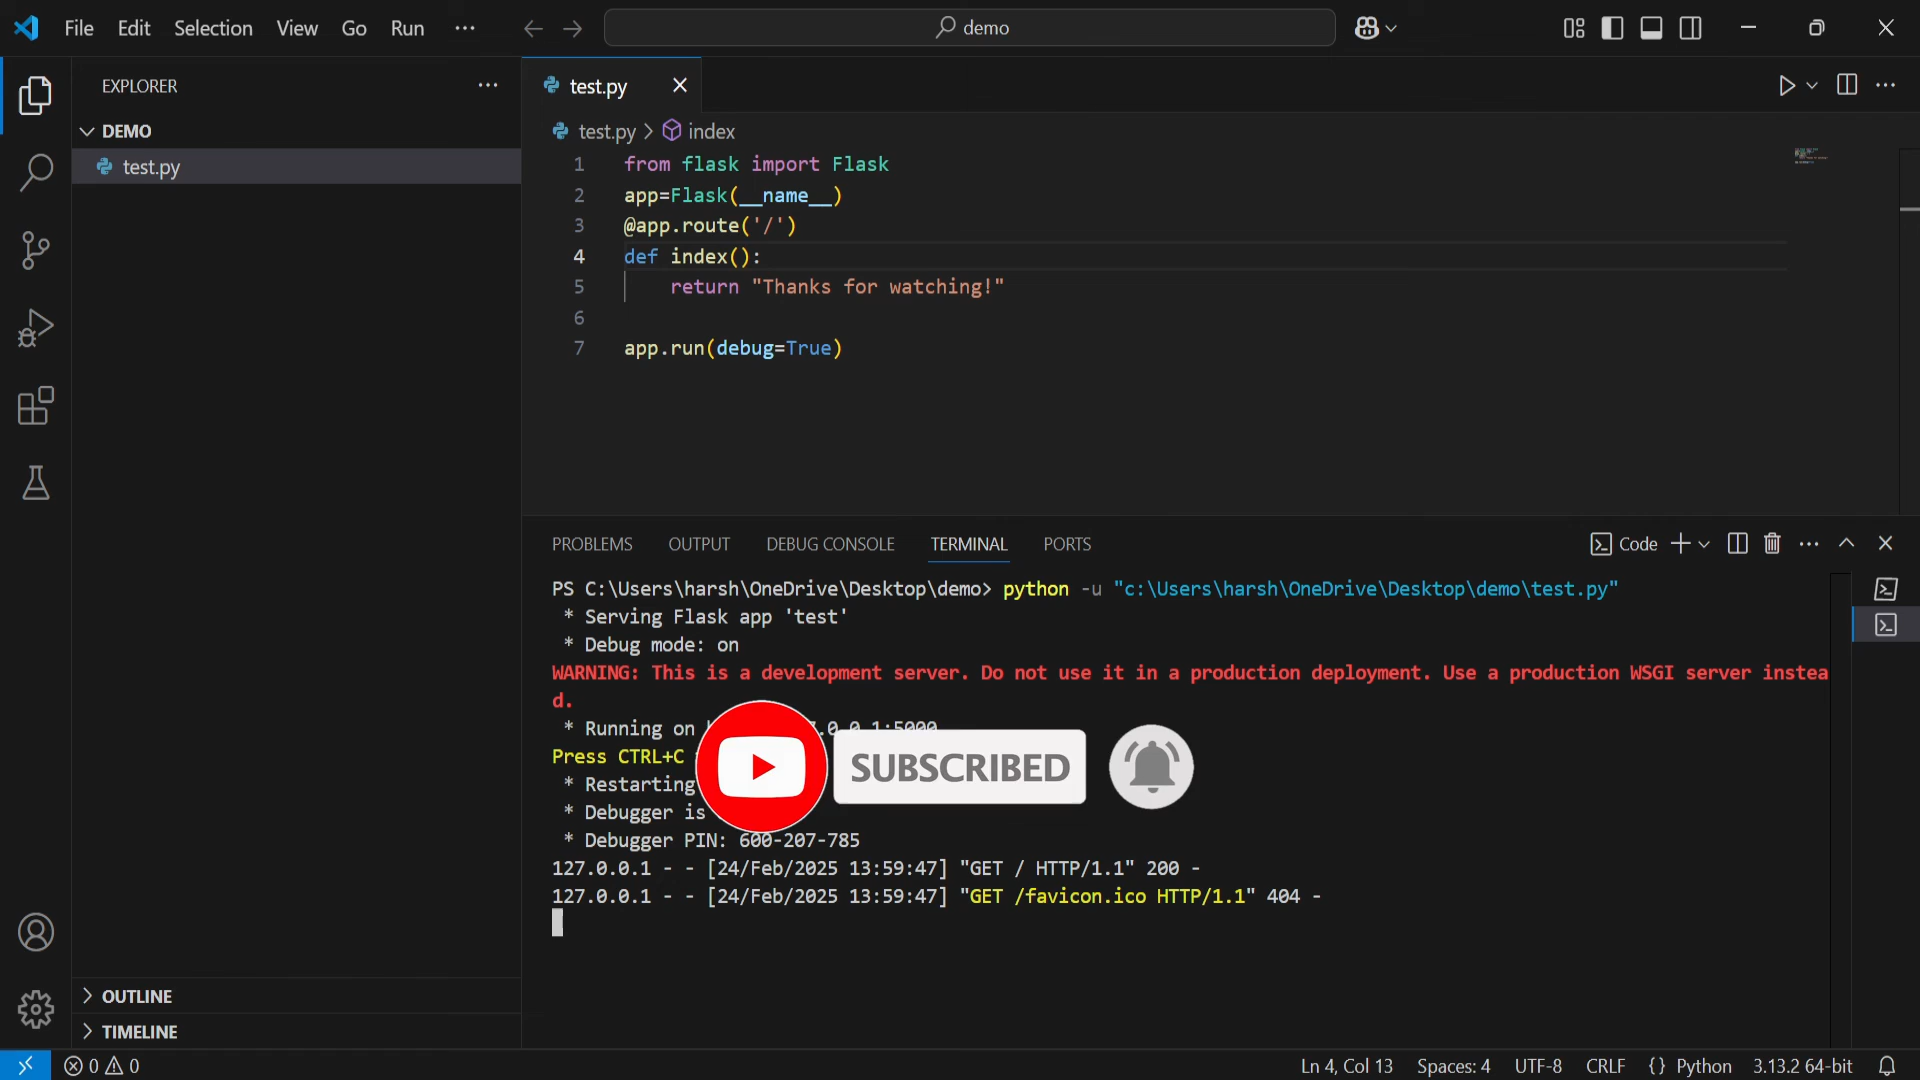 File Edit Selection View Go Run ··· demo
EXPLORER ···
DEMO
test.py
OUTLINE
TIMELINE
test.py
test.py > index
1 from flask import Flask
2 app=Flask(__name__)
3 @app.route('/')
4 def index():
5     return "Thanks for watching!"
6
7 app.run(debug=True)
PROBLEMS OUTPUT DEBUG CONSOLE TERMINAL PORTS Code
PS C:\Users\harsh\OneDrive\Desktop\demo> python -u "c:\Users\harsh\OneDrive\Desktop\demo\test.py"
 * Serving Flask app 'test'
 * Debug mode: on
WARNING: This is a development server. Do not use it in a production deployment. Use a production WSGI server instea
d.
 * Running on 0.0.1:5000
Press CTRL+C
 * Restarting
 * Debugger is
 * Debugger PIN: 600-207-785
127.0.0.1 - - [24/Feb/2025 13:59:47] "GET / HTTP/1.1" 200 -
127.0.0.1 - - [24/Feb/2025 13:59:47] "GET /favicon.ico HTTP/1.1" 404 -
SUBSCRIBED
0 0 Ln 4, Col 13 Spaces: 4 UTF-8 CRLF {} Python 3.13.2 64-bit